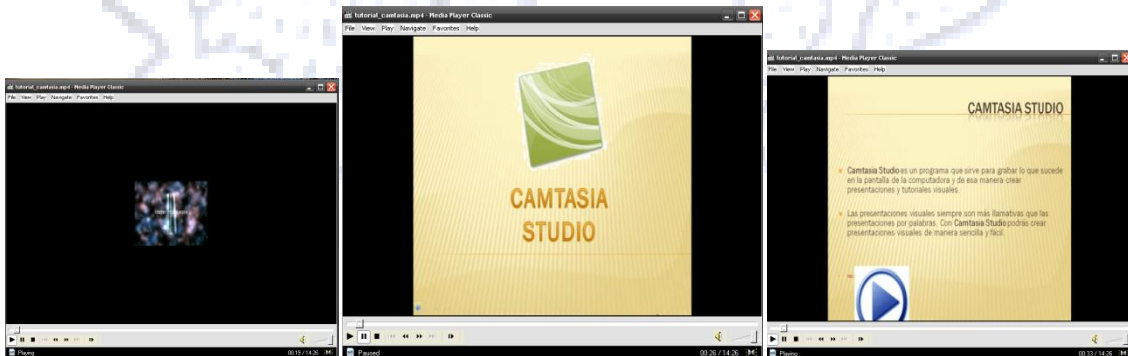 tutorial_camtasia.mp4 - Media Player Classic
File View Play Navigate Favorites Help
Playing
00:19 / 14:26
tutorial_camtasia.mp4 - Media Player Classic
File View Play Navigate Favorites Help
CAMTASIA
STUDIO
Paused
00:26 / 14:26
tutorial_camtasia.mp4 - Media Player Classic
File View Play Navigate Favorites Help
CAMTASIA STUDIO
Camtasia Studio es un programa que sirve para grabar lo que sucede
en la pantalla de la computadora y de esa manera crear
presentaciones y tutoriales visuales.
Las presentaciones visuales siempre son más llamativas que las
presentaciones por palabras. Con Camtasia Studio podrás crear
presentaciones visuales de manera sencilla y fácil.
Playing
00:33 / 14:26